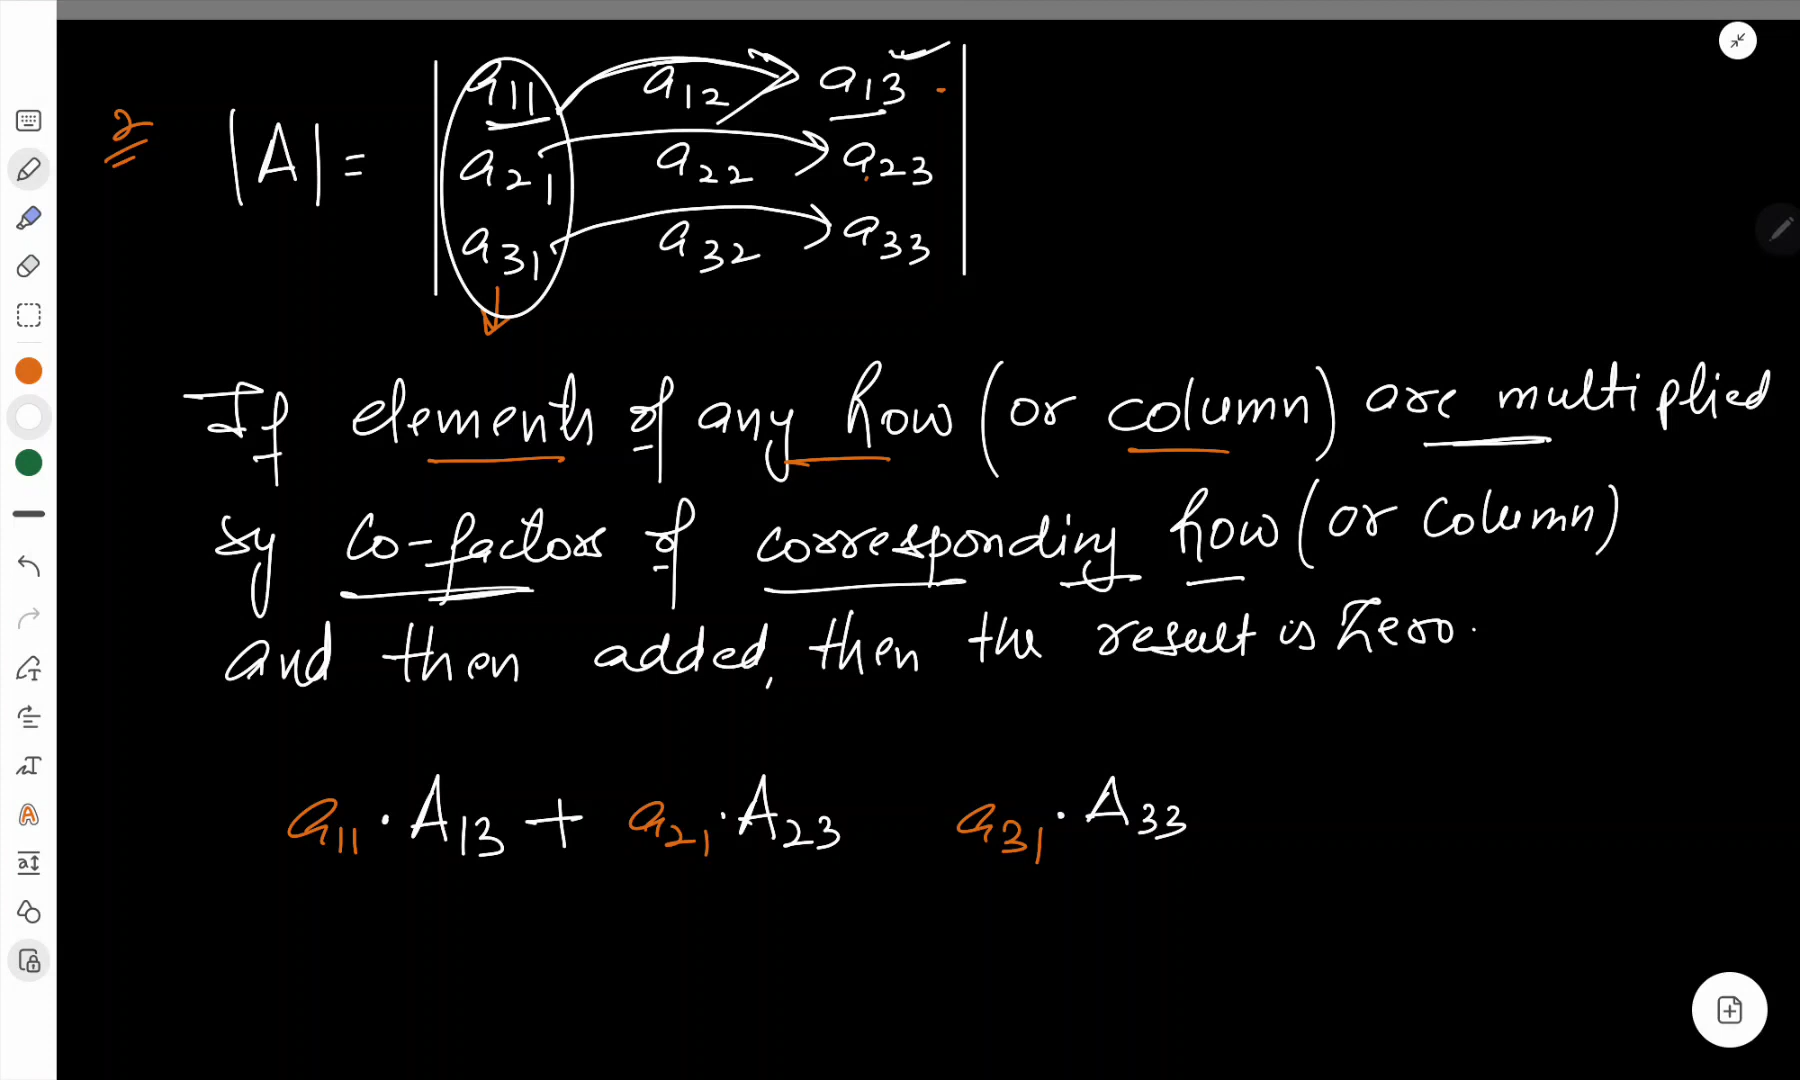 2
|A| = | a11 a12 a13 |
| a21 a22 a23 |
| a31 a32 a33 |
If elements of any row (or column) are multiplied
by Co-factors of corresponding row (or column)
and then added, then the result is Zero.
a11 · A13 + a21 · A23 a31 · A33